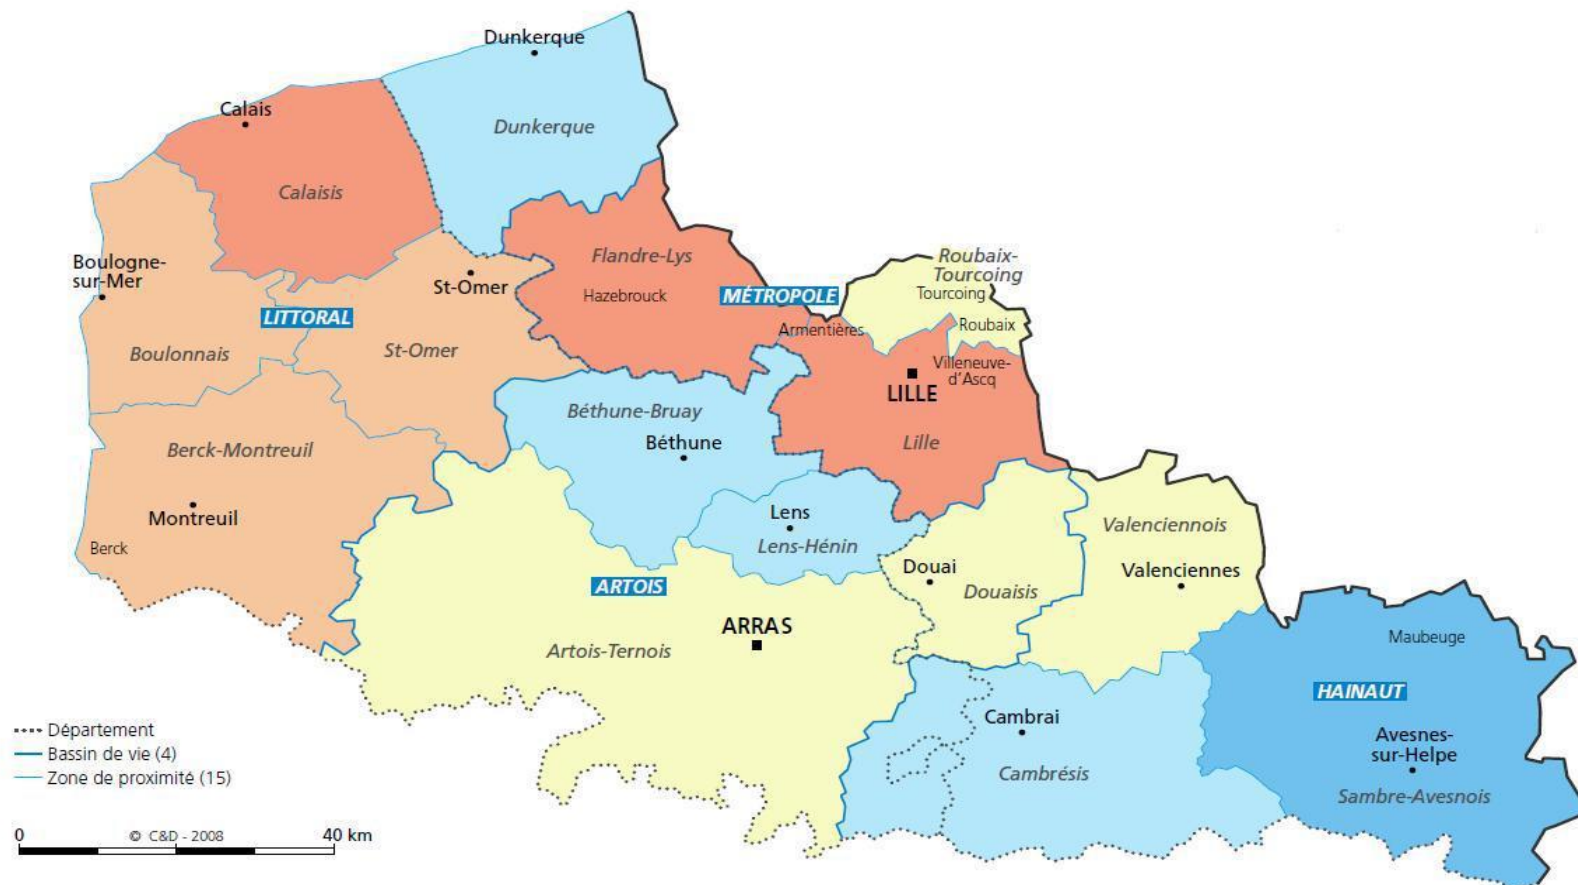 Dunkerque
Dunkerque
Calais
Calaisis
Boulogne-
sur-Mer
St-Omer
Flandre-Lys
Hazebrouck
Roubaix-
Tourcoing
Tourcoing
Roubaix
MÉTROPOLE
LITTORAL
Armentières
Villeneuve-
d'Ascq
Boulonnais
St-Omer
LILLE
Lille
Béthune-Bruay
Béthune
Berck-Montreuil
Montreuil
Berck
Lens
Lens-Hénin
Valenciennois
Valenciennes
Douai
Douaisis
ARTOIS
ARRAS
Artois-Ternois
Maubeuge
HAINAUT
Cambrai
Cambrésis
Avesnes-
sur-Helpe
Sambre-Avesnois
Département
Bassin de vie (4)
Zone de proximité (15)
0 © C&D - 2008 40 km